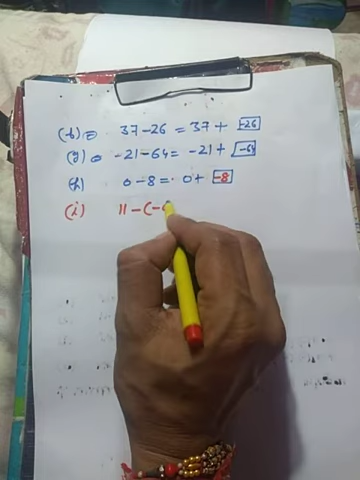 (f) 37-26 = 37 + -26
(g) -21-64= -21 + -64
(h) 0-8= 0+ -8
(i) 11-(-